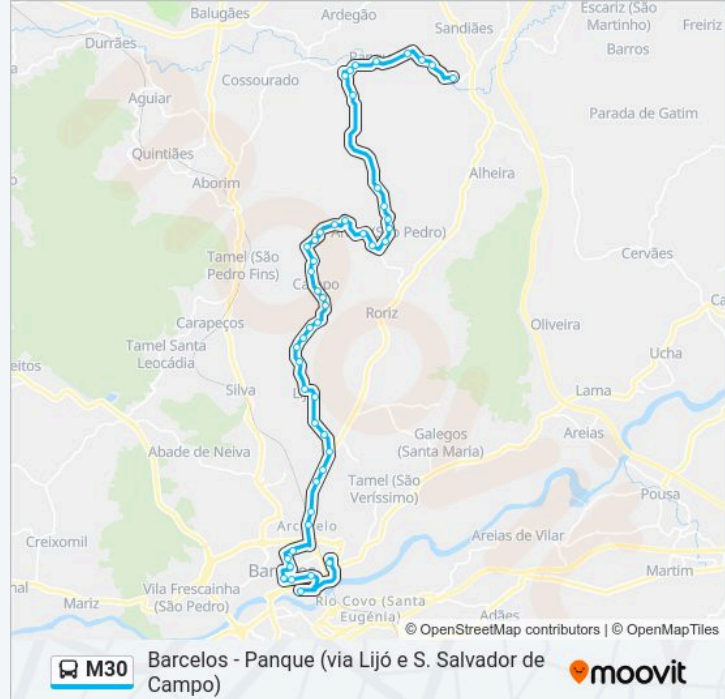 Balugães
Ardegão
Escariz (São
Martinho)
Freiriz
Durrães
Sandiães
Barros
Cossourado
Aguiar
Parada de Gatim
Quintiães
Alheira
Aborim
Pedro)
Tamel (São
Pedro Fins)
Cervães
Carapeços
Roriz
Oliveira
Tamel Santa
Leocádia
Ucha
Silva
Lama
Galegos
(Santa Maria)
Areias
Abade de Neiva
Tamel (São
Veríssimo)
Pousa
Creixomil
Areias de Vilar
Vila Frescainha
(São Pedro)
Martim
Mariz
Rio Covo (Santa
Eugénia)
Adães
© OpenStreetMap contributors | © OpenMapTiles
M30
Barcelos - Panque (via Lijó e S. Salvador de
Campo)
moovit